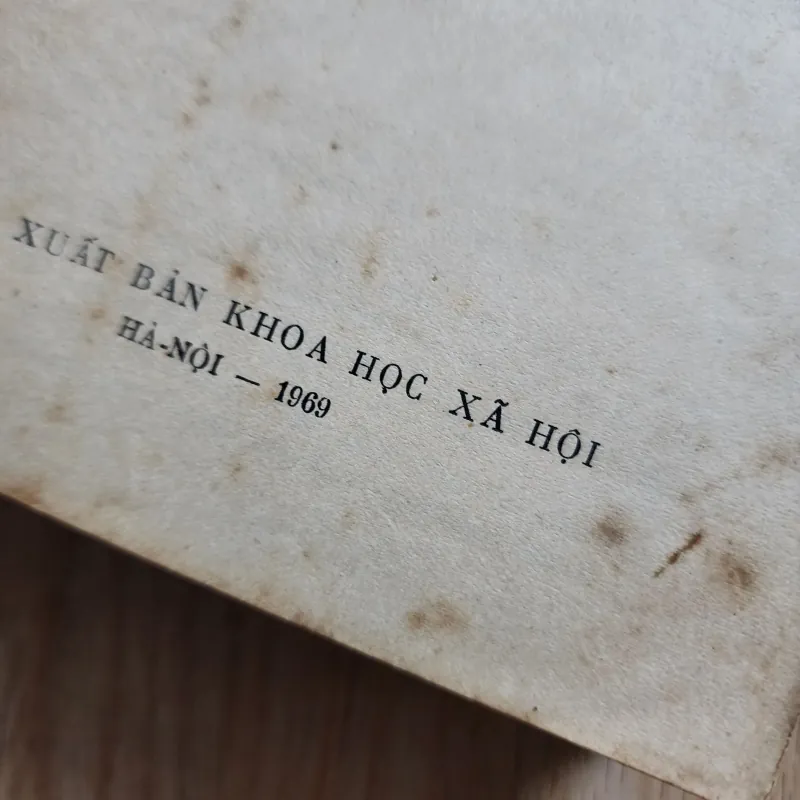 XUẤT BẢN KHOA HỌC XÃ HỘI
HÀ-NỘI — 1969